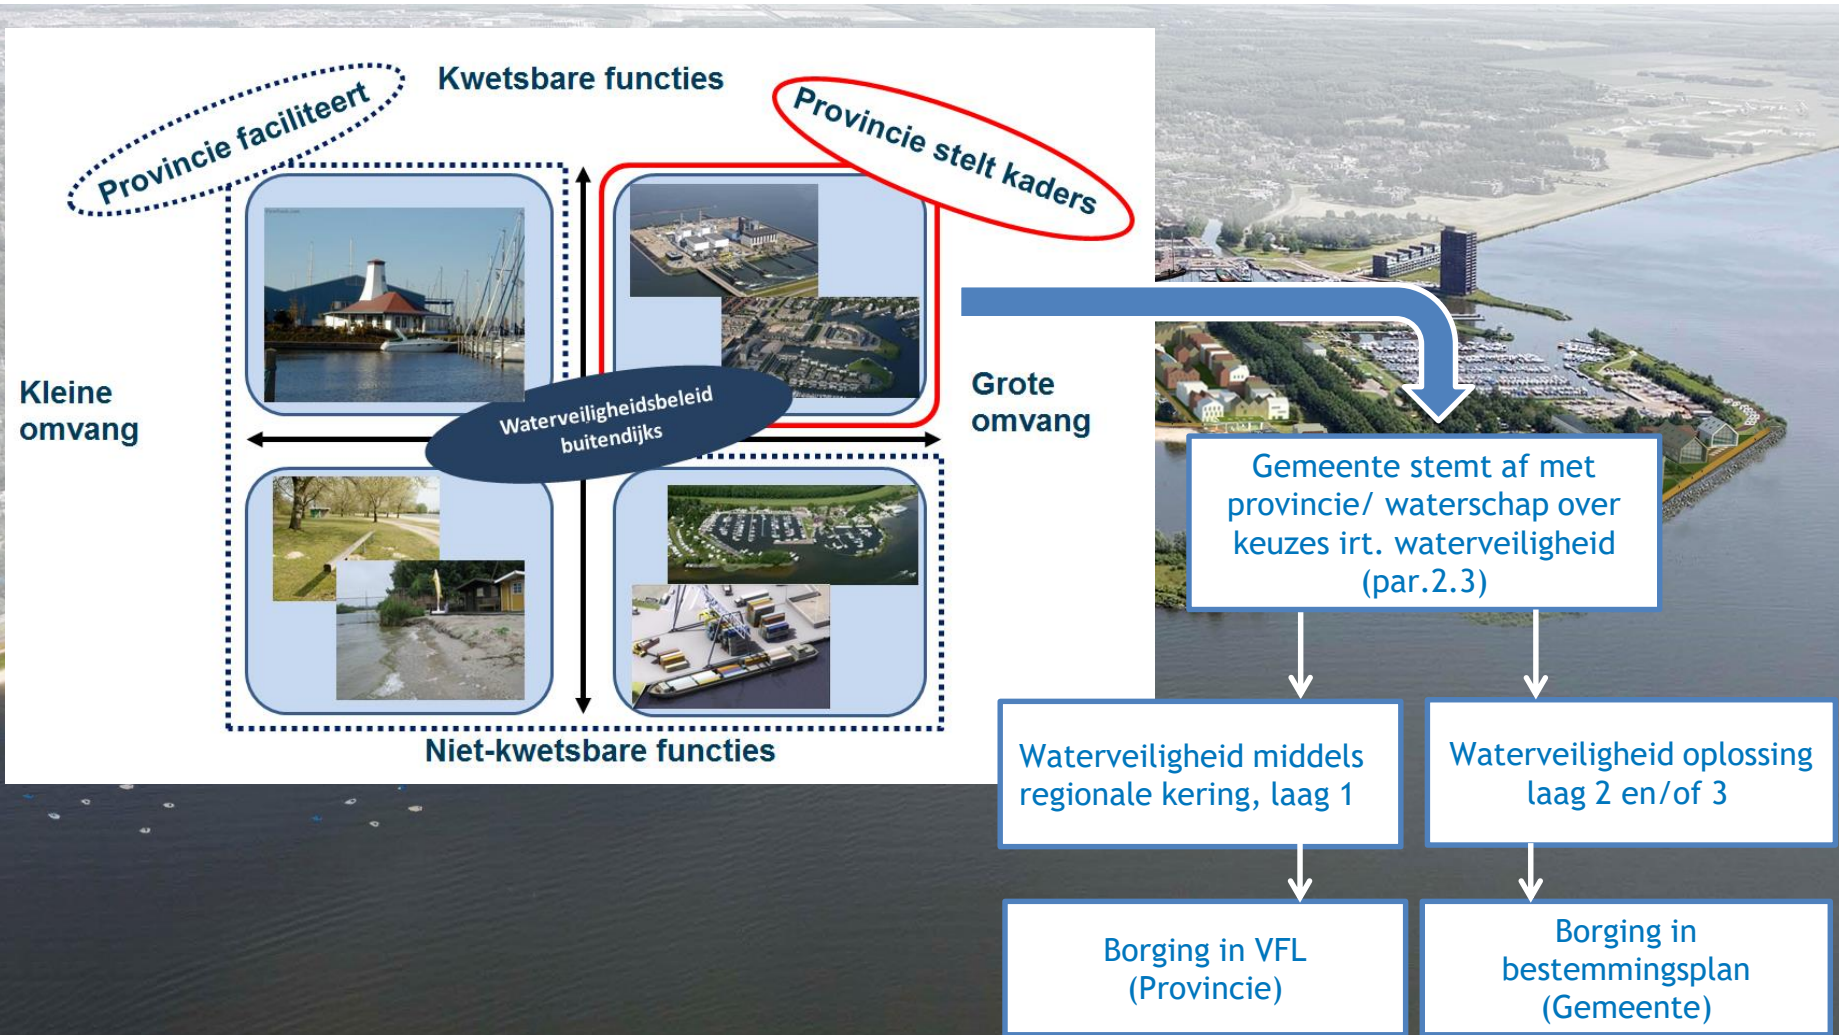 Kwetsbare functies
Provincie faciliteert
Provincie stelt kaders
Kleine
omvang
Grote
omvang
Waterveiligheidsbeleid
buitendijks
Niet-kwetsbare functies
Gemeente stemt af met
provincie/ waterschap over
keuzes irt. waterveiligheid
(par.2.3)
Waterveiligheid middels
regionale kering, laag 1
Waterveiligheid oplossing
laag 2 en/of 3
Borging in VFL
(Provincie)
Borging in
bestemmingsplan
(Gemeente)